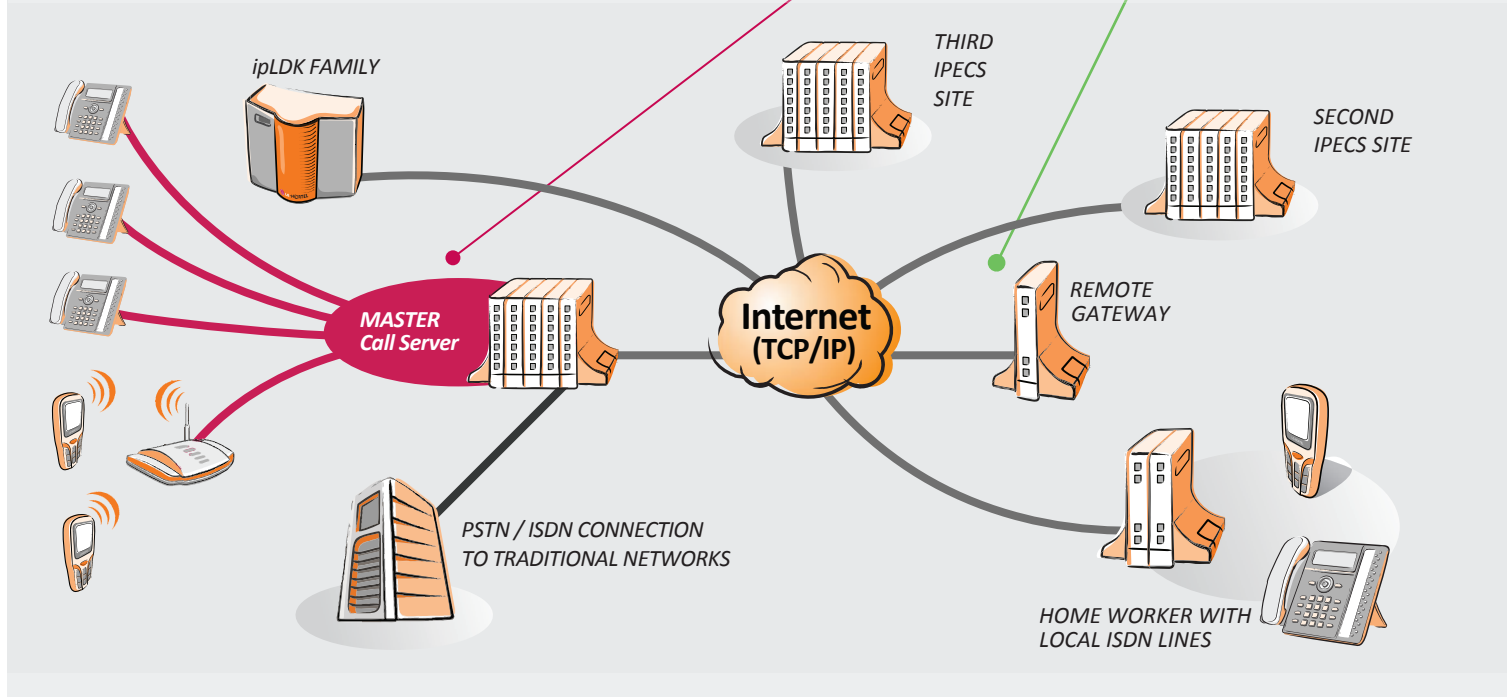 ipLDK FAMILY
THIRD
IPECS
SITE
SECOND
IPECS SITE
MASTER
Call Server
Internet
(TCP/IP)
REMOTE
GATEWAY
PSTN / ISDN CONNECTION
TO TRADITIONAL NETWORKS
HOME WORKER WITH
LOCAL ISDN LINES